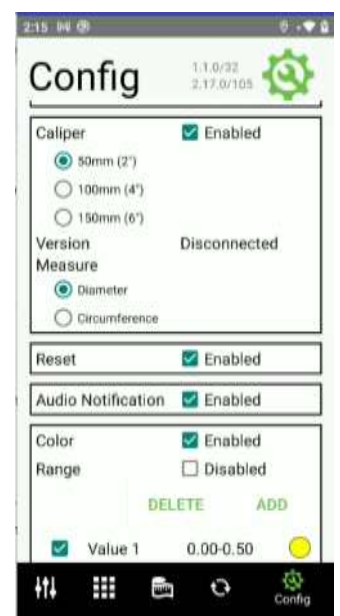 2:15
Config
1.1.0/32
2.17.0/105
Caliper Enabled
50mm (2")
100mm (4")
150mm (6")
Version Disconnected
Measure
Diameter
Circumference
Reset Enabled
Audio Notification Enabled
Color Enabled
Range Disabled
DELETE ADD
Value 1 0.00-0.50
Config